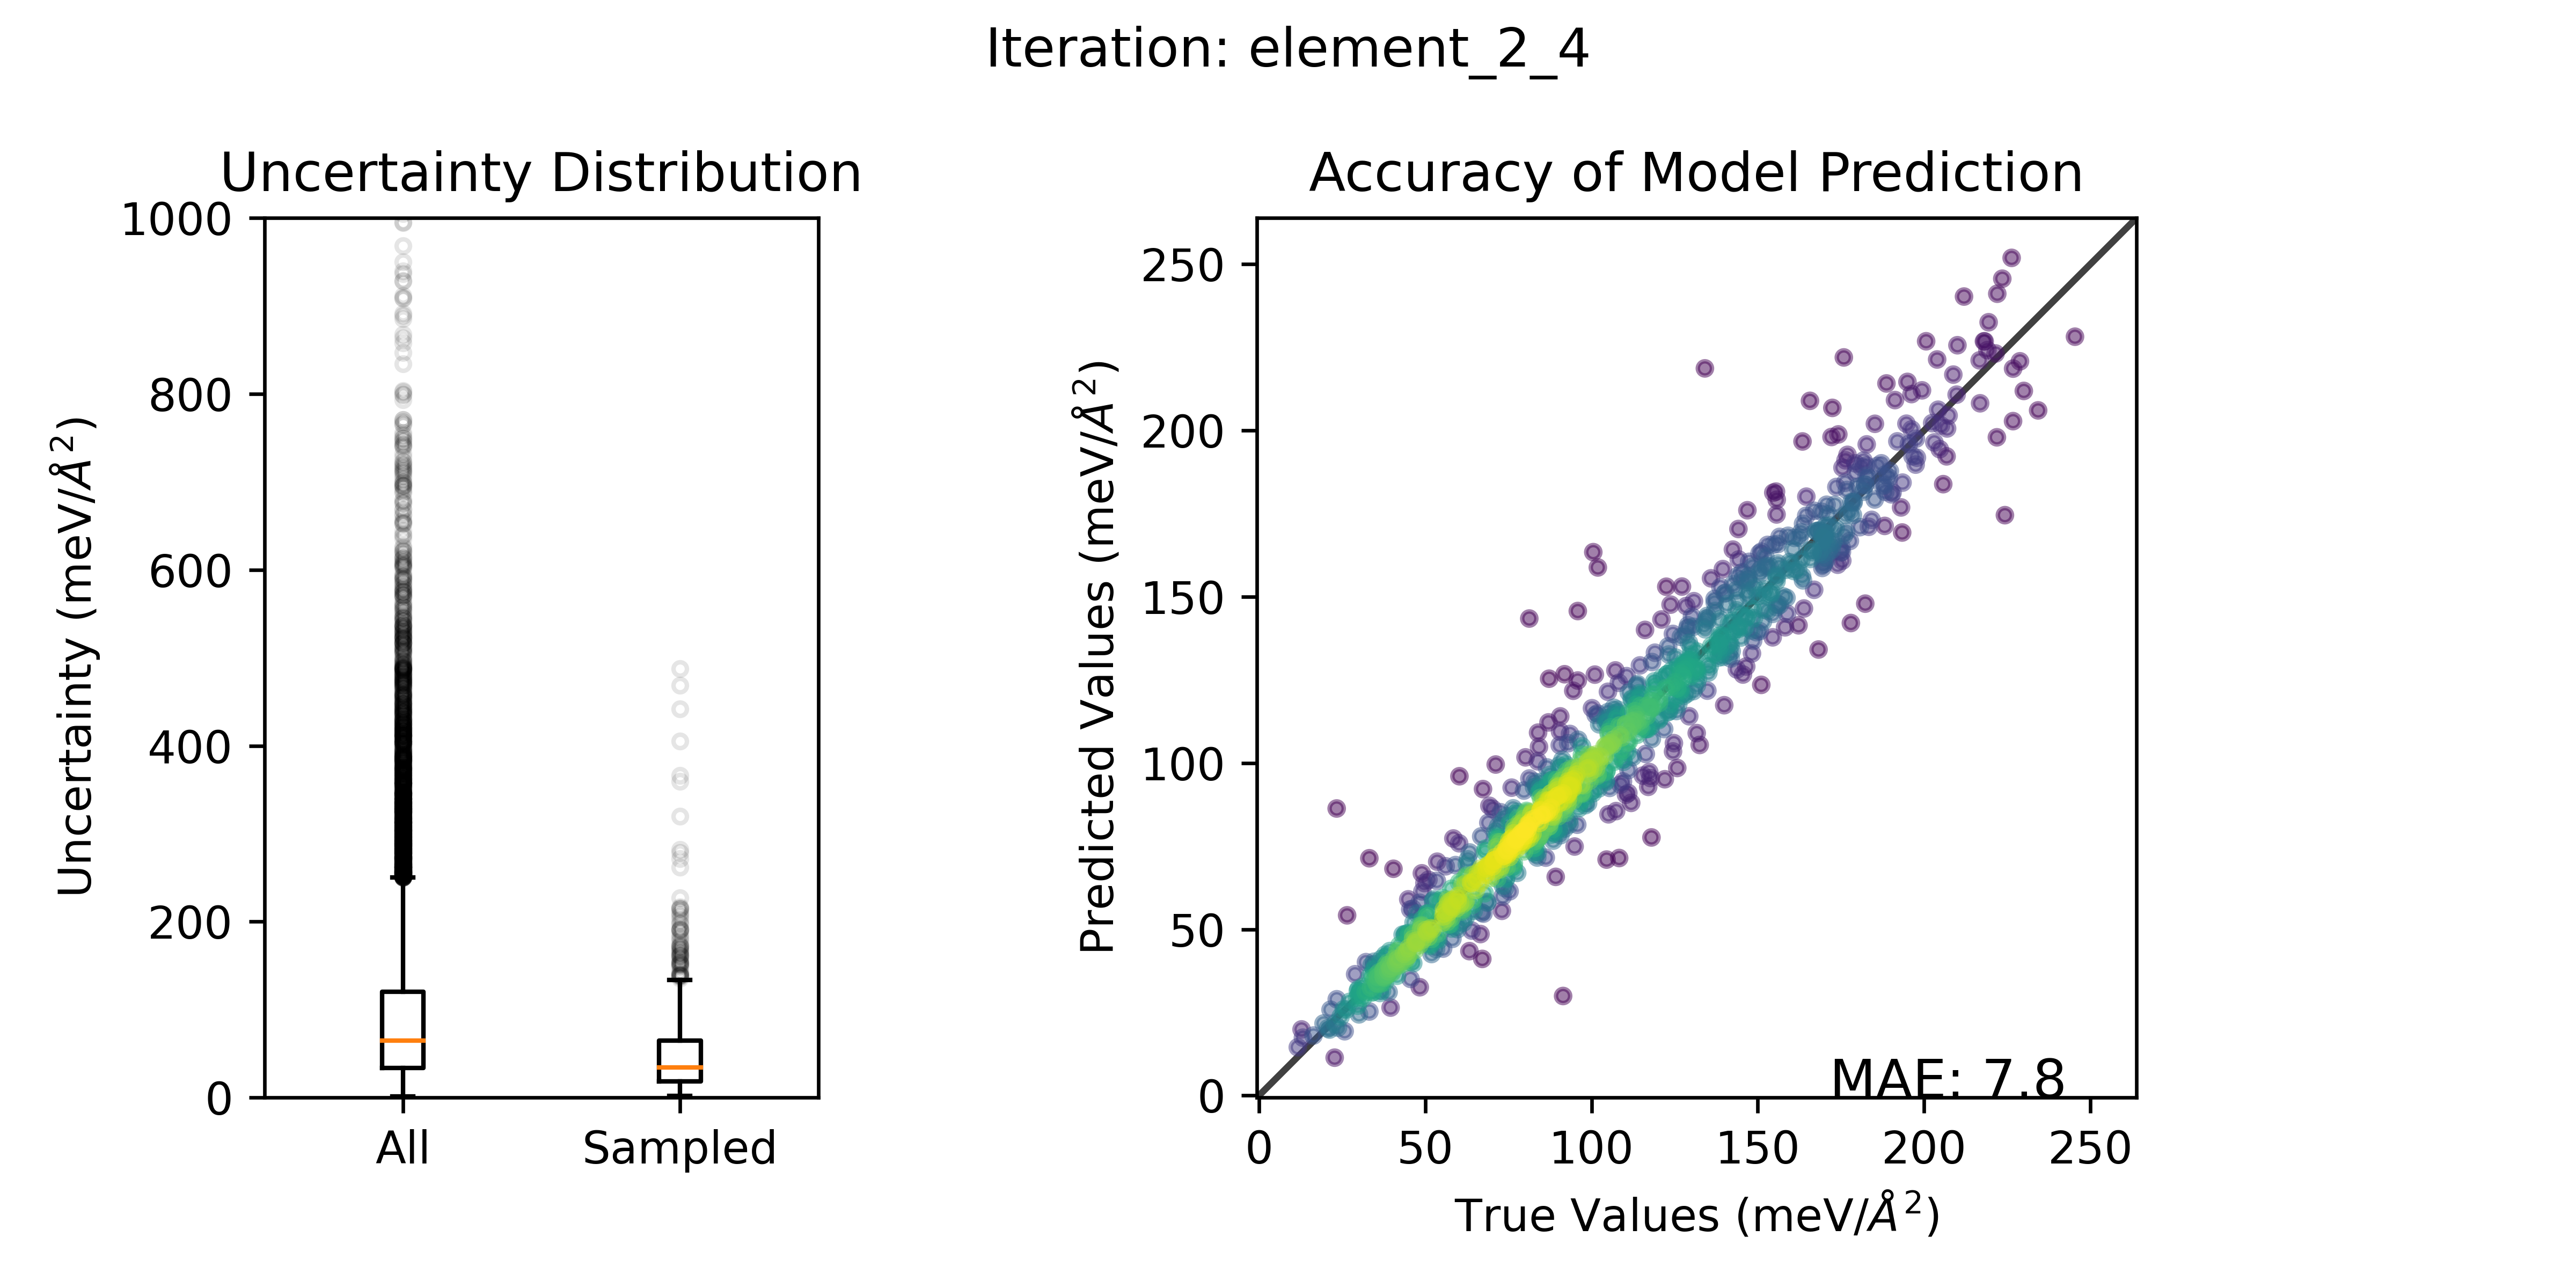 Iteration: element_2_4
Uncertainty Distribution
Uncertainty (meV/Å²)
1000
800
600
400
200
0
All Sampled
Accuracy of Model Prediction
Predicted Values (meV/Å²)
250
200
150
100
50
0
MAE: 7.8
0 50 100 150 200 250
True Values (meV/Å²)